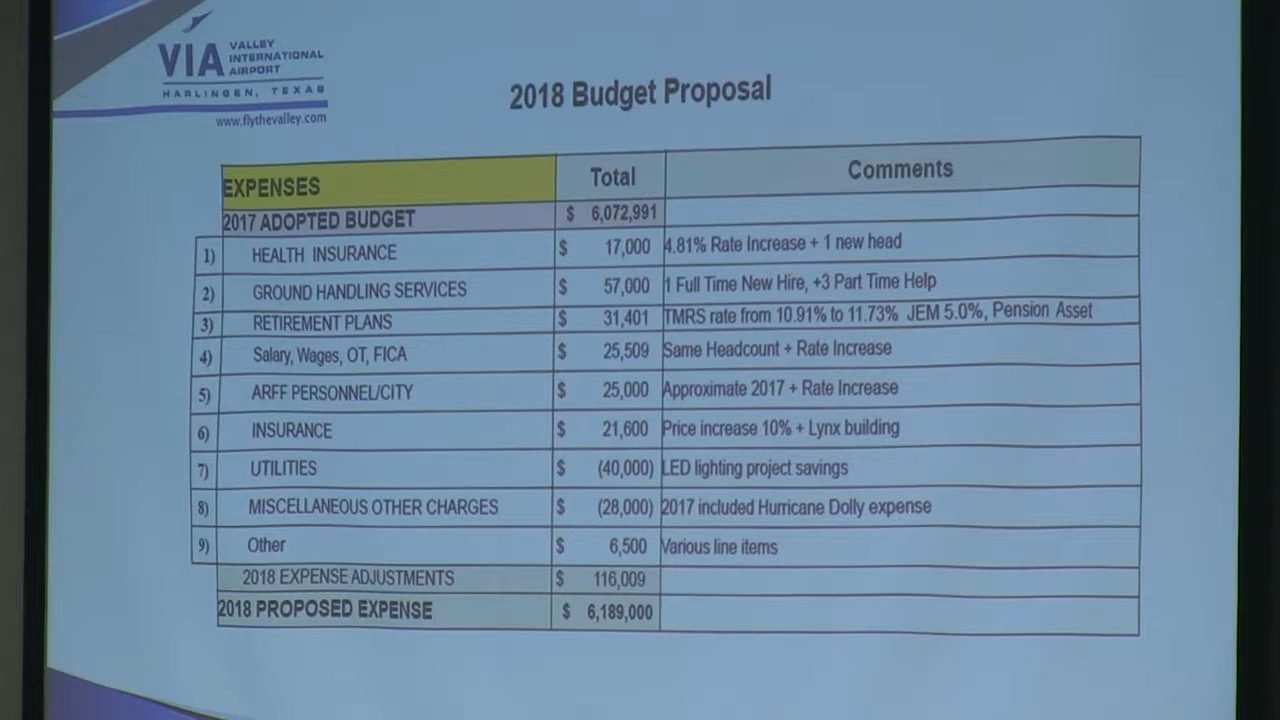 VIA VALLEY INTERNATIONAL AIRPORT
HARLINGEN, TEXAS
www.flythevalley.com
2018 Budget Proposal
EXPENSES Total Comments
2017 ADOPTED BUDGET $ 6,072,991
1) HEALTH INSURANCE $ 17,000 4.81% Rate Increase + 1 new head
2) GROUND HANDLING SERVICES $ 57,000 1 Full Time New Hire, +3 Part Time Help
3) RETIREMENT PLANS $ 31,401 TMRS rate from 10.91% to 11.73% JEM 5.0%, Pension Asset
4) Salary, Wages, OT, FICA $ 25,509 Same Headcount + Rate Increase
5) ARFF PERSONNEL/CITY $ 25,000 Approximate 2017 + Rate Increase
6) INSURANCE $ 21,600 Price increase 10% + Lynx building
7) UTILITIES $ (40,000) LED lighting project savings
8) MISCELLANEOUS OTHER CHARGES $ (28,000) 2017 included Hurricane Dolly expense
9) Other $ 6,500 Various line items
2018 EXPENSE ADJUSTMENTS $ 116,009
2018 PROPOSED EXPENSE $ 6,189,000